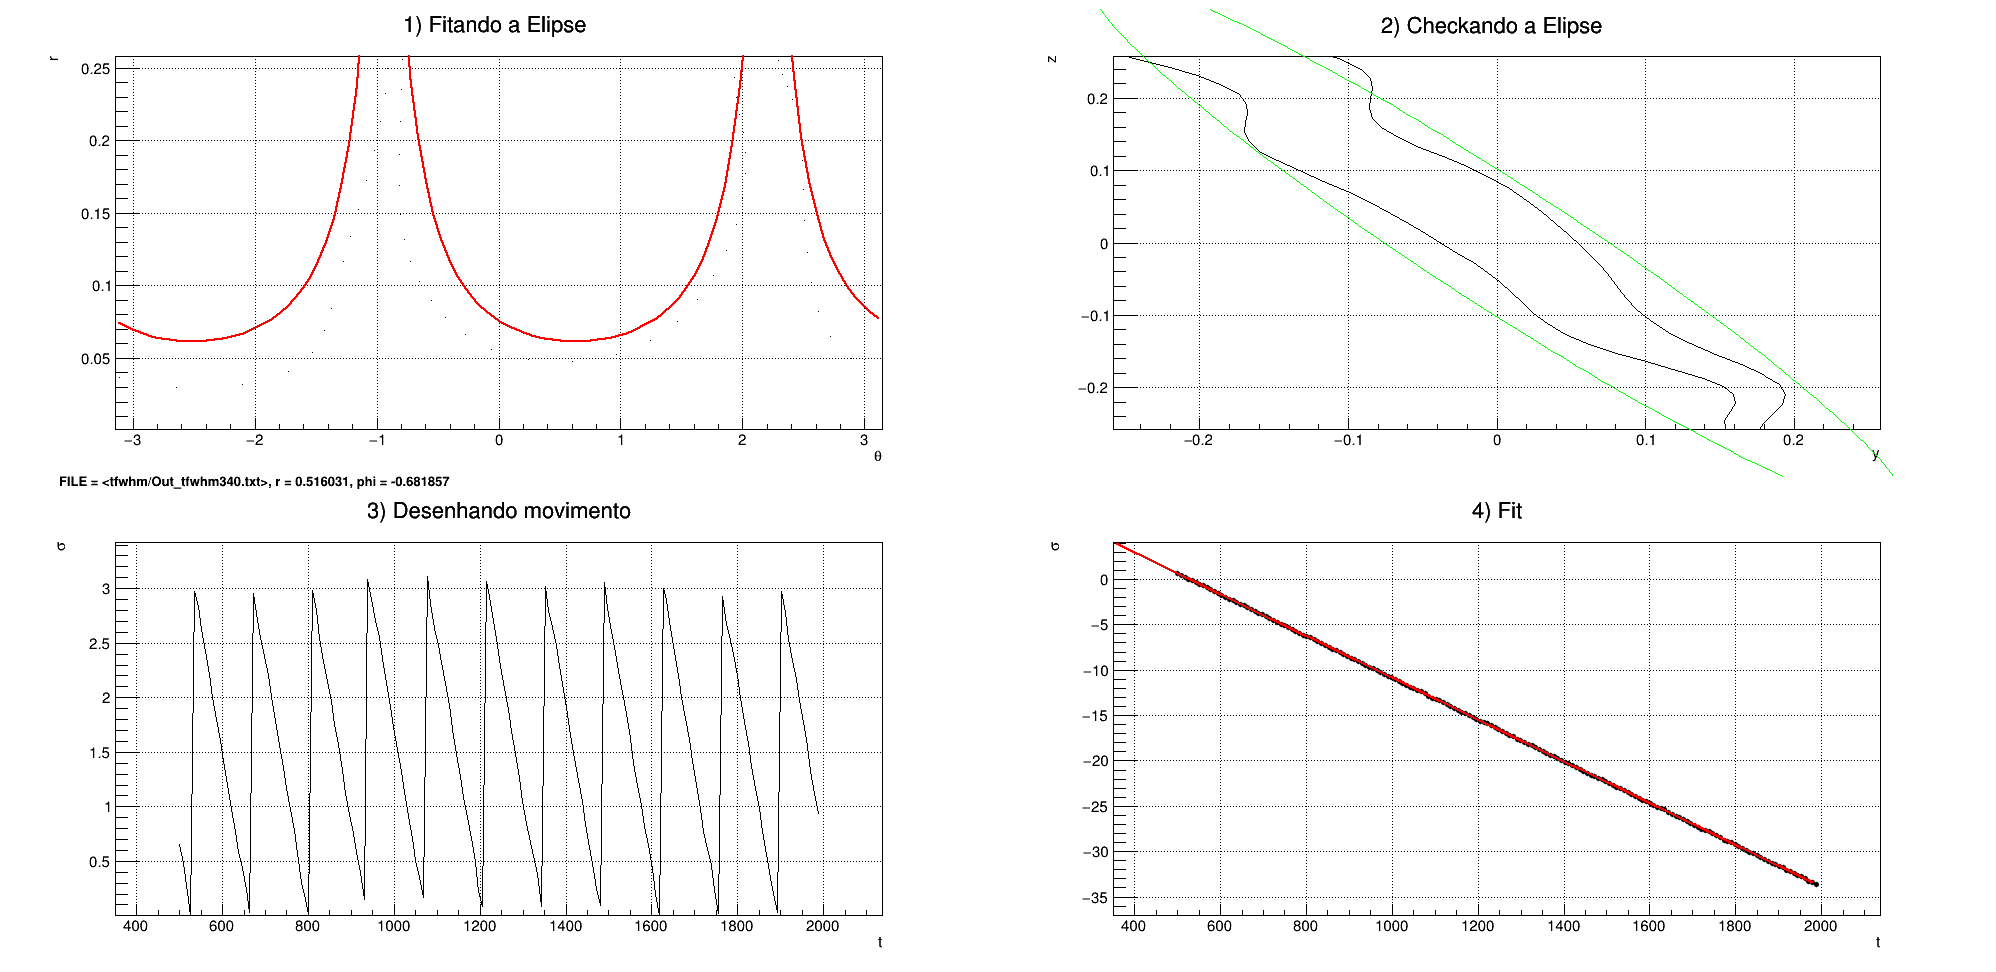 1) Fitando a Elipse
r
0.25
0.2
0.15
0.1
0.05
−3 −2 −1 0 1 2 3
θ
2) Checkando a Elipse
z
0.2
0.1
0
−0.1
−0.2
−0.2 −0.1 0 0.1 0.2
y
FILE = <tfwhm/Out_tfwhm340.txt>, r = 0.516031, phi = -0.681857
3) Desenhando movimento
σ
3
2.5
2
1.5
1
0.5
400 600 800 1000 1200 1400 1600 1800 2000
t
4) Fit
σ
0
−5
−10
−15
−20
−25
−30
−35
400 600 800 1000 1200 1400 1600 1800 2000
t